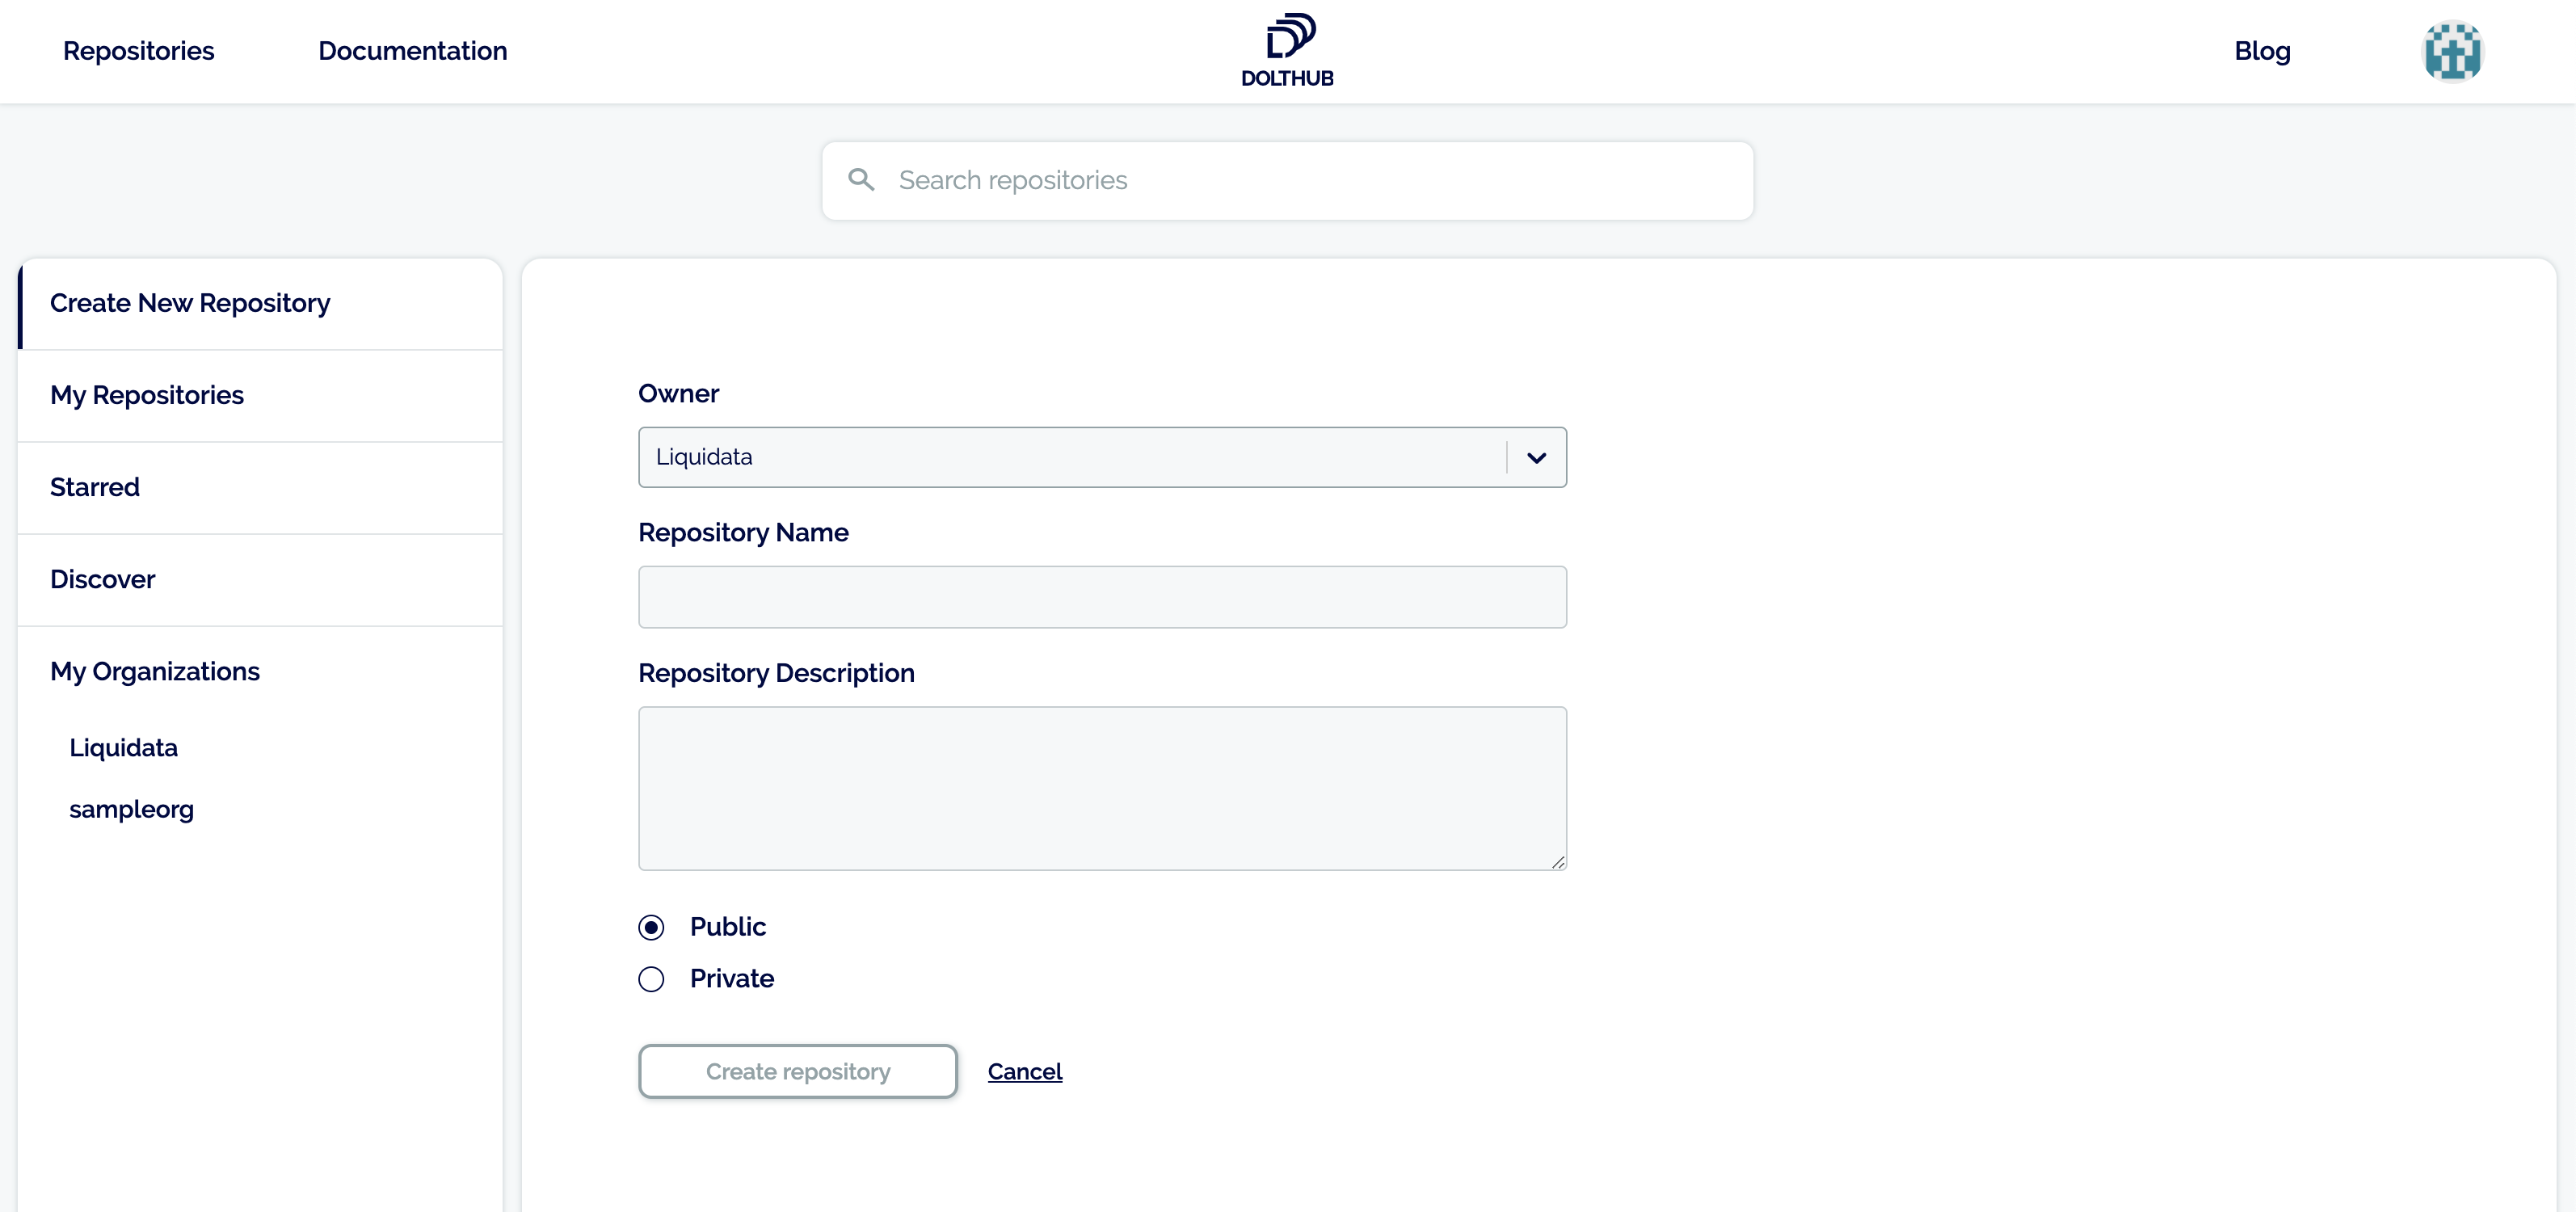 Repositories
Documentation
DOLTHUB
Blog
Search repositories
Create New Repository
My Repositories
Starred
Discover
My Organizations
Liquidata
sampleorg
Owner
Liquidata
Repository Name
Repository Description
Public
Private
Create repository
Cancel